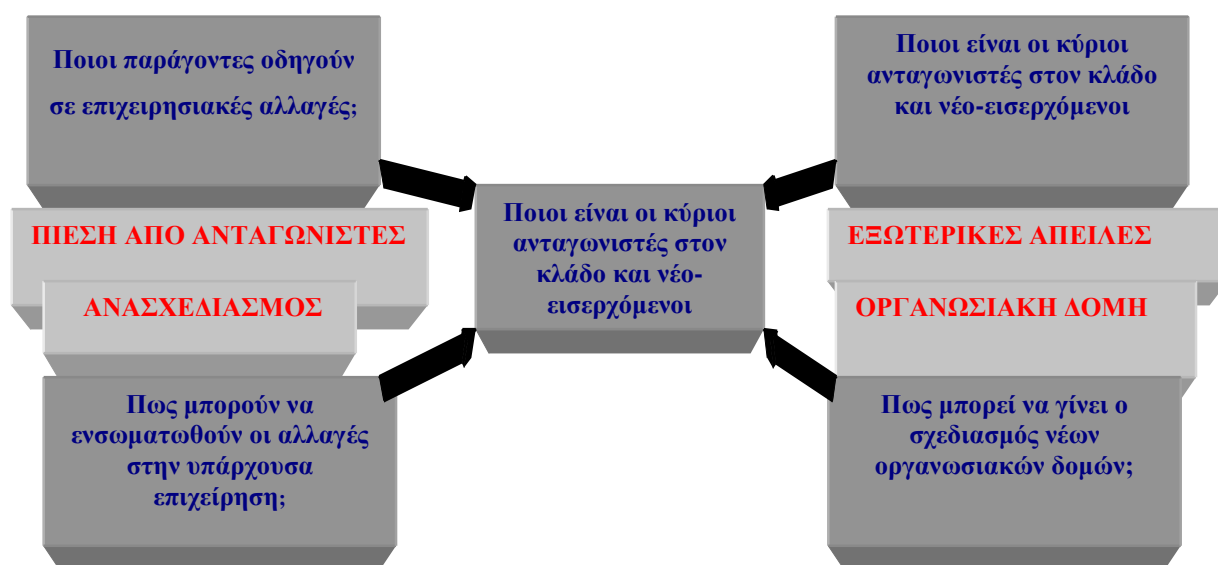 Ποιοι παράγοντες οδηγούν
σε επιχειρησιακές αλλαγές;
Ποιοι είναι οι κύριοι
ανταγωνιστές στον κλάδο
και νέο-εισερχόμενοι
ΠΙΕΣΗ ΑΠΟ ΑΝΤΑΓΩΝΙΣΤΕΣ
Ποιοι είναι οι κύριοι
ανταγωνιστές στον
κλάδο και νέο-
εισερχόμενοι
ΕΞΩΤΕΡΙΚΕΣ ΑΠΕΙΛΕΣ
ΑΝΑΣΧΕΔΙΑΣΜΟΣ
ΟΡΓΑΝΩΣΙΑΚΗ ΔΟΜΗ
Πως μπορούν να
ενσωματωθούν οι αλλαγές
στην υπάρχουσα
επιχείρηση;
Πως μπορεί να γίνει ο
σχεδιασμός νέων
οργανωσιακών δομών;